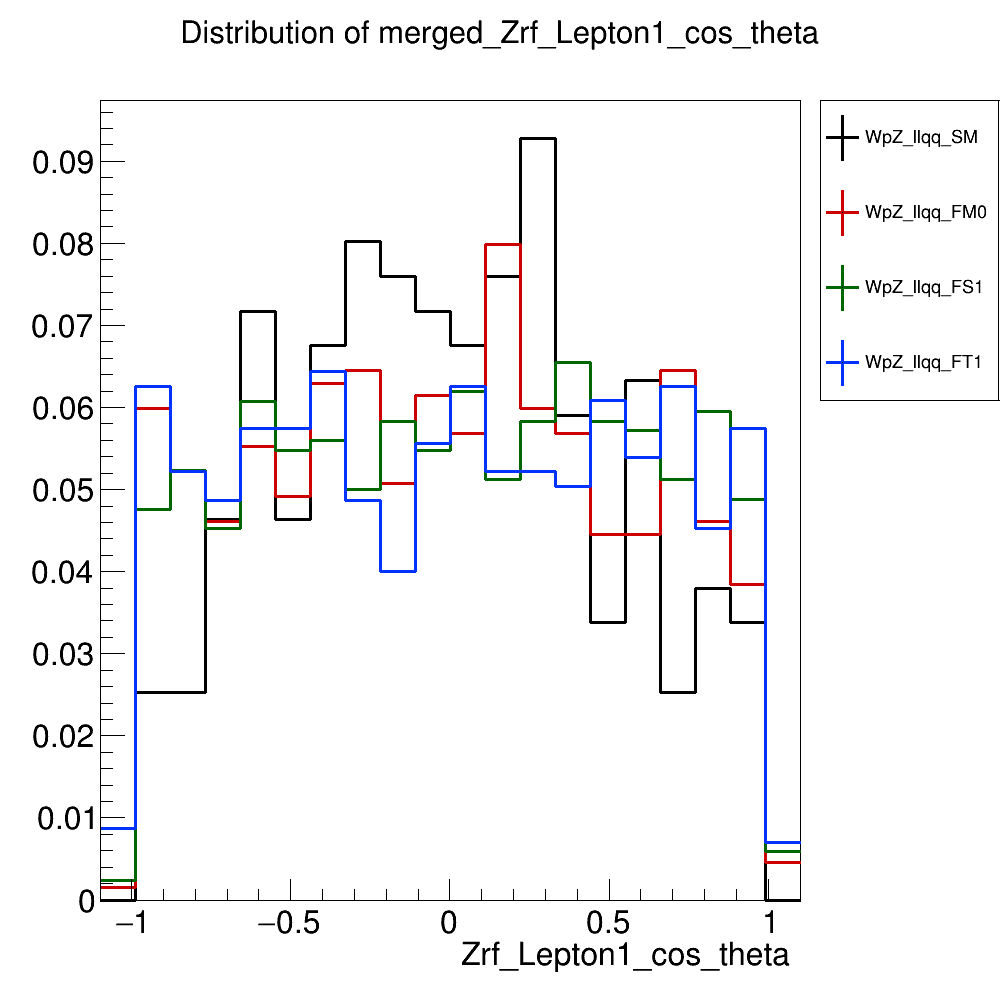 Distribution of merged_Zrf_Lepton1_cos_theta
WpZ_llqq_SM
WpZ_llqq_FM0
WpZ_llqq_FS1
WpZ_llqq_FT1
0.09
0.08
0.07
0.06
0.05
0.04
0.03
0.02
0.01
0
−1
−0.5
0
0.5
1
Zrf_Lepton1_cos_theta